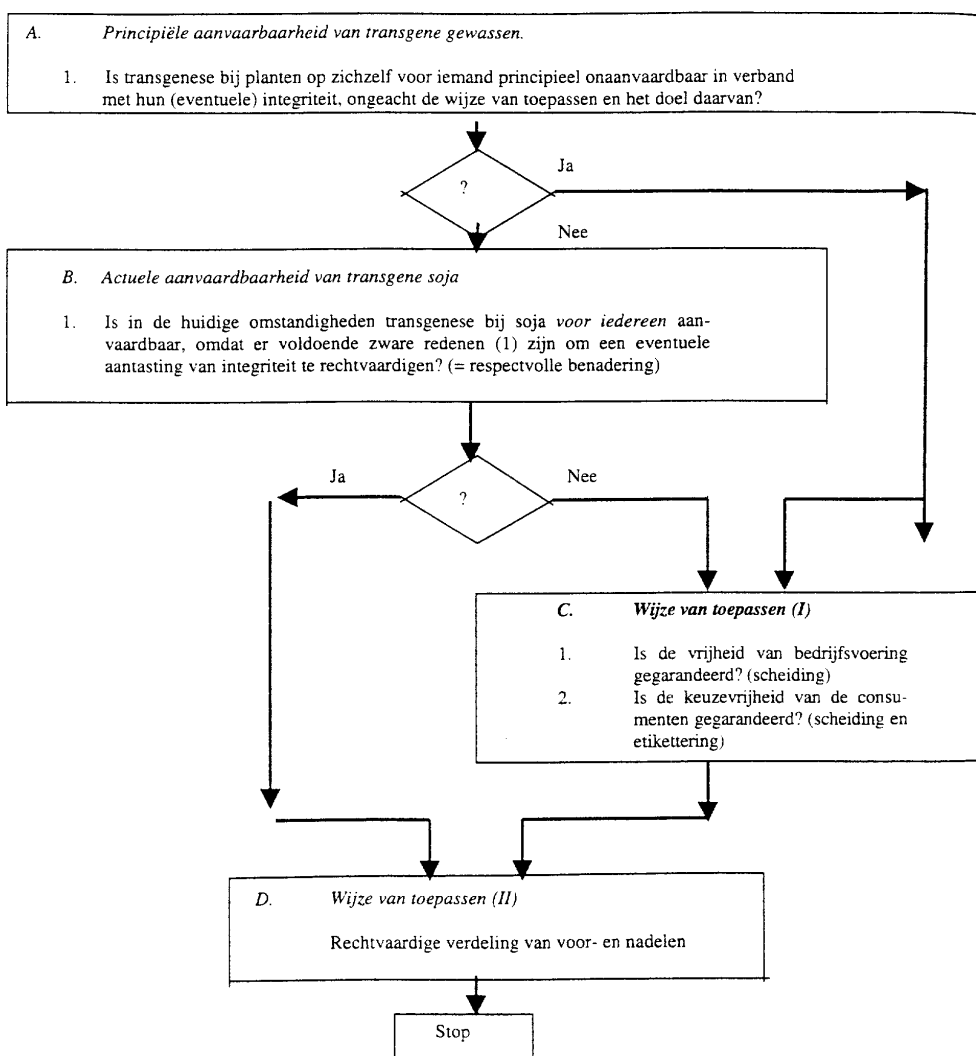 A. Principiële aanvaarbaarheid van transgene gewassen.
1. Is transgenese bij planten op zichzelf voor iemand principieel onaanvaardbaar in verband
met hun (eventuele) integriteit, ongeacht de wijze van toepassen en het doel daarvan?
?
Ja
Nee
B. Actuele aanvaardbaarheid van transgene soja
1. Is in de huidige omstandigheden transgenese bij soja voor iedereen aan-
vaardbaar, omdat er voldoende zware redenen (1) zijn om een eventuele
aantasting van integriteit te rechtvaardigen? (= respectvolle benadering)
Ja
?
Nee
C. Wijze van toepassen (I)
1. Is de vrijheid van bedrijfsvoering
gegarandeerd? (scheiding)
2. Is de keuzevrijheid van de consu-
menten gegarandeerd? (scheiding en
etikettering)
D. Wijze van toepassen (II)
Rechtvaardige verdeling van voor- en nadelen
Stop